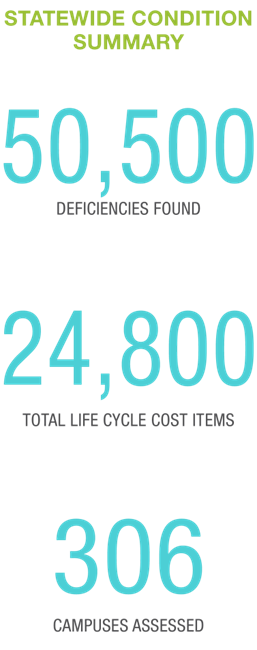 STATEWIDE CONDITION
SUMMARY
50,500
DEFICIENCIES FOUND
24,800
TOTAL LIFE CYCLE COST ITEMS
306
CAMPUSES ASSESSED